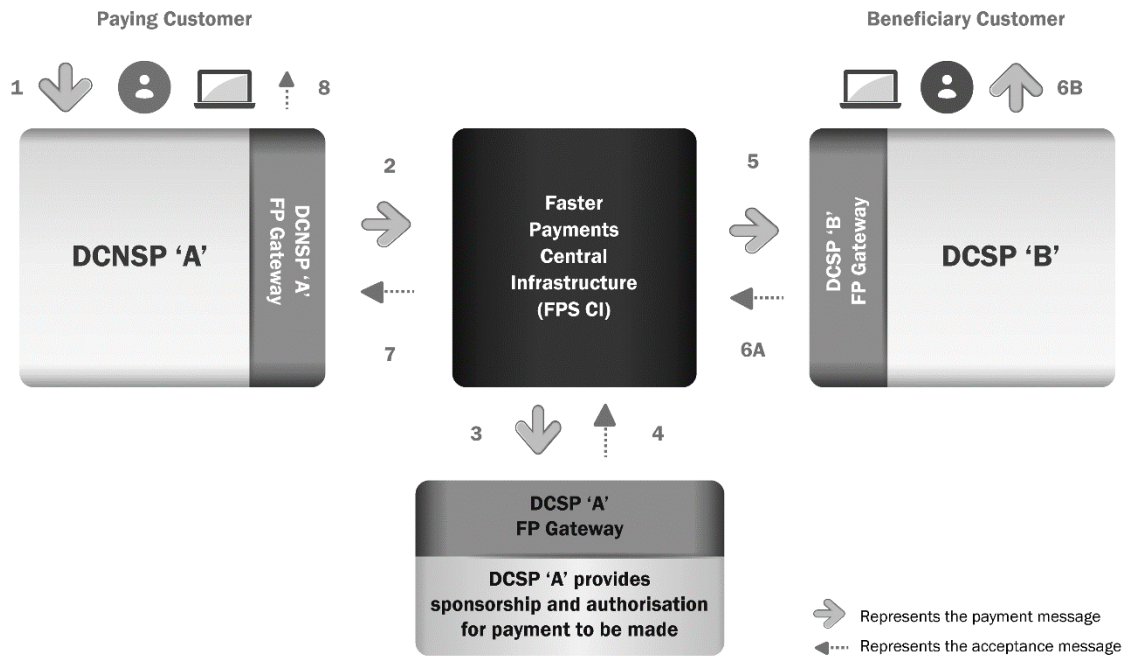 Paying Customer
Beneficiary Customer
1
8
6B
DCNSP ‘A’
DCNSP ‘A’
FP Gateway
2
7
Faster
Payments
Central
Infrastructure
(FPS CI)
5
6A
DCSP ‘B’
FP Gateway
DCSP ‘B’
3
4
DCSP ‘A’
FP Gateway
DCSP ‘A’ provides
sponsorship and authorisation
for payment to be made
Represents the payment message
Represents the acceptance message